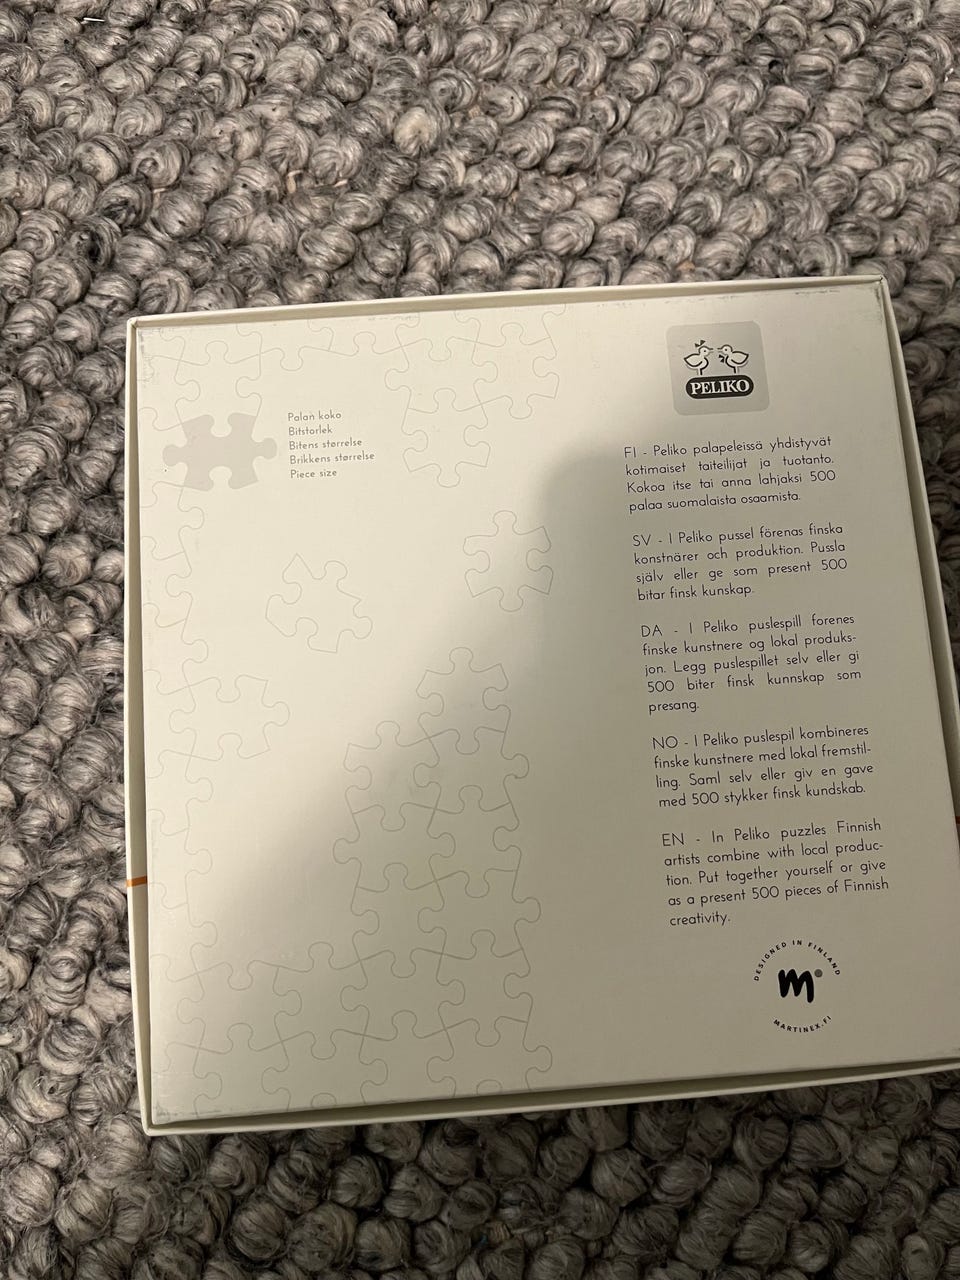 Palan koko
Bitstorlek
Bitens størrelse
Brikkens størrelse
Piece size
PELIKO
FI - Peliko palapeleissä yhdistyvät
kotimaiset taiteilijat ja tuotanto.
Kokoa itse tai anna lahjaksi 500
palaa suomalaista osaamista.
SV - I Peliko pussel förenas finska
konstnärer och produktion. Pussla
själv eller ge som present 500
bitar finsk kunskap.
DA - I Peliko puslespill forenes
finske kunstnere og lokal produks-
jon. Legg puslespillet selv eller gi
500 biter finsk kunnskap som
presang.
NO - I Peliko puslespil kombineres
finske kunstnere med lokal fremstil-
ling. Saml selv eller giv en gave
med 500 stykker finsk kundskab.
EN - In Peliko puzzles Finnish
artists combine with local produc-
tion. Put together yourself or give
as a present 500 pieces of Finnish
creativity.
DESIGNED IN FINLAND
m
MARTINEX.FI